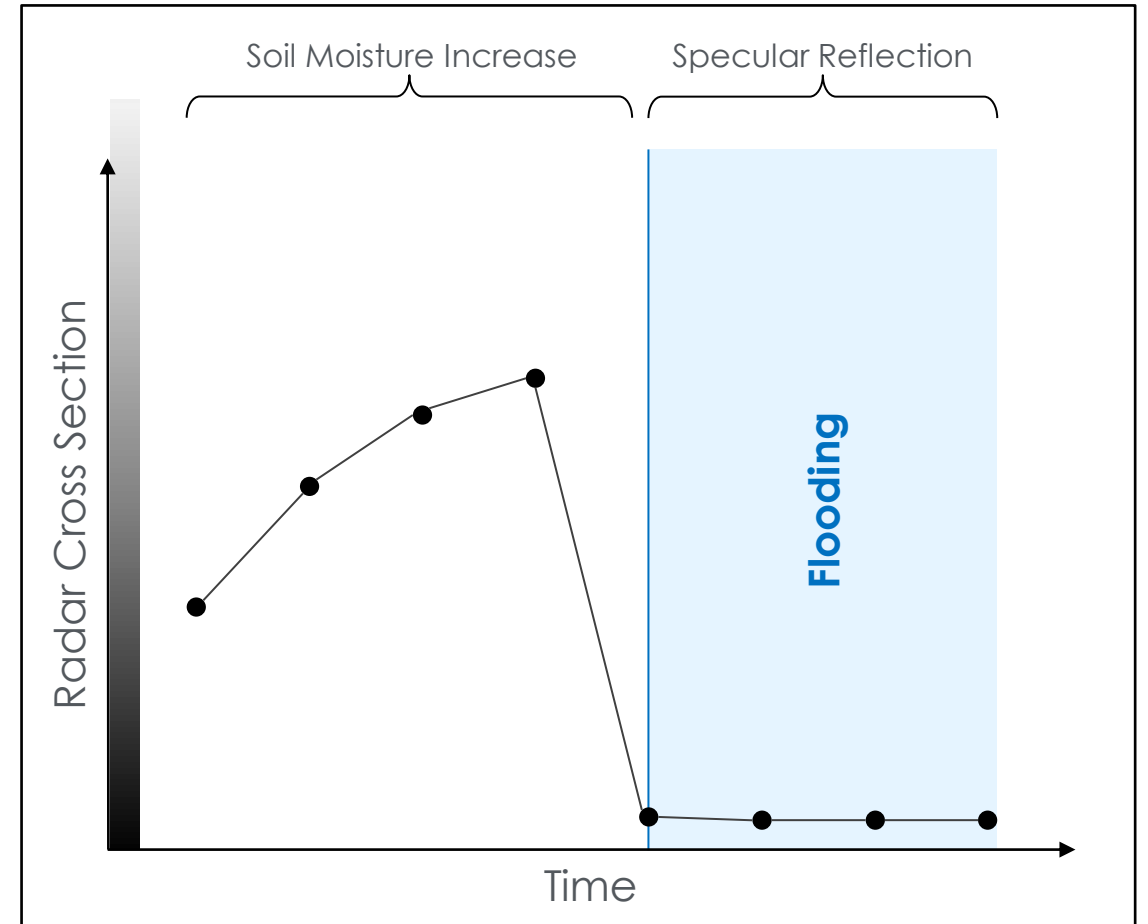 Soil Moisture Increase
Specular Reflection
Radar Cross Section
Flooding
Time